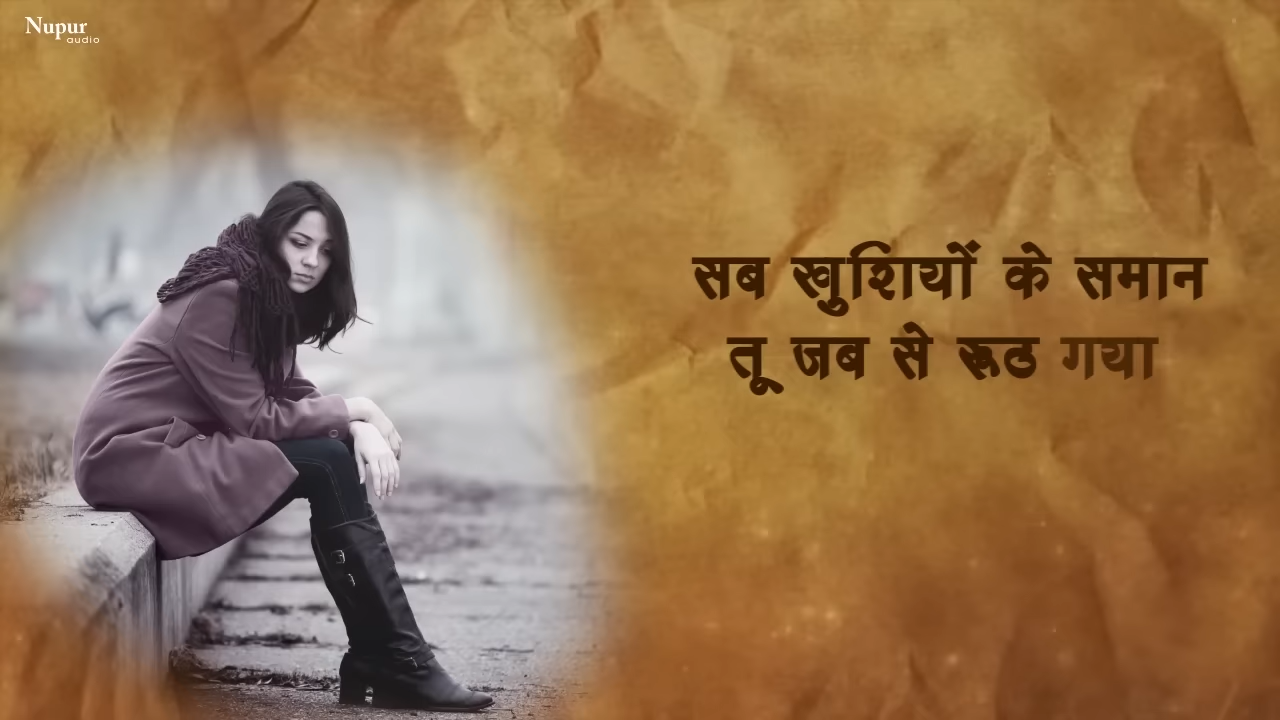 Nupur
audio
सब खुशियों के समान
तू जब से रूठ गया